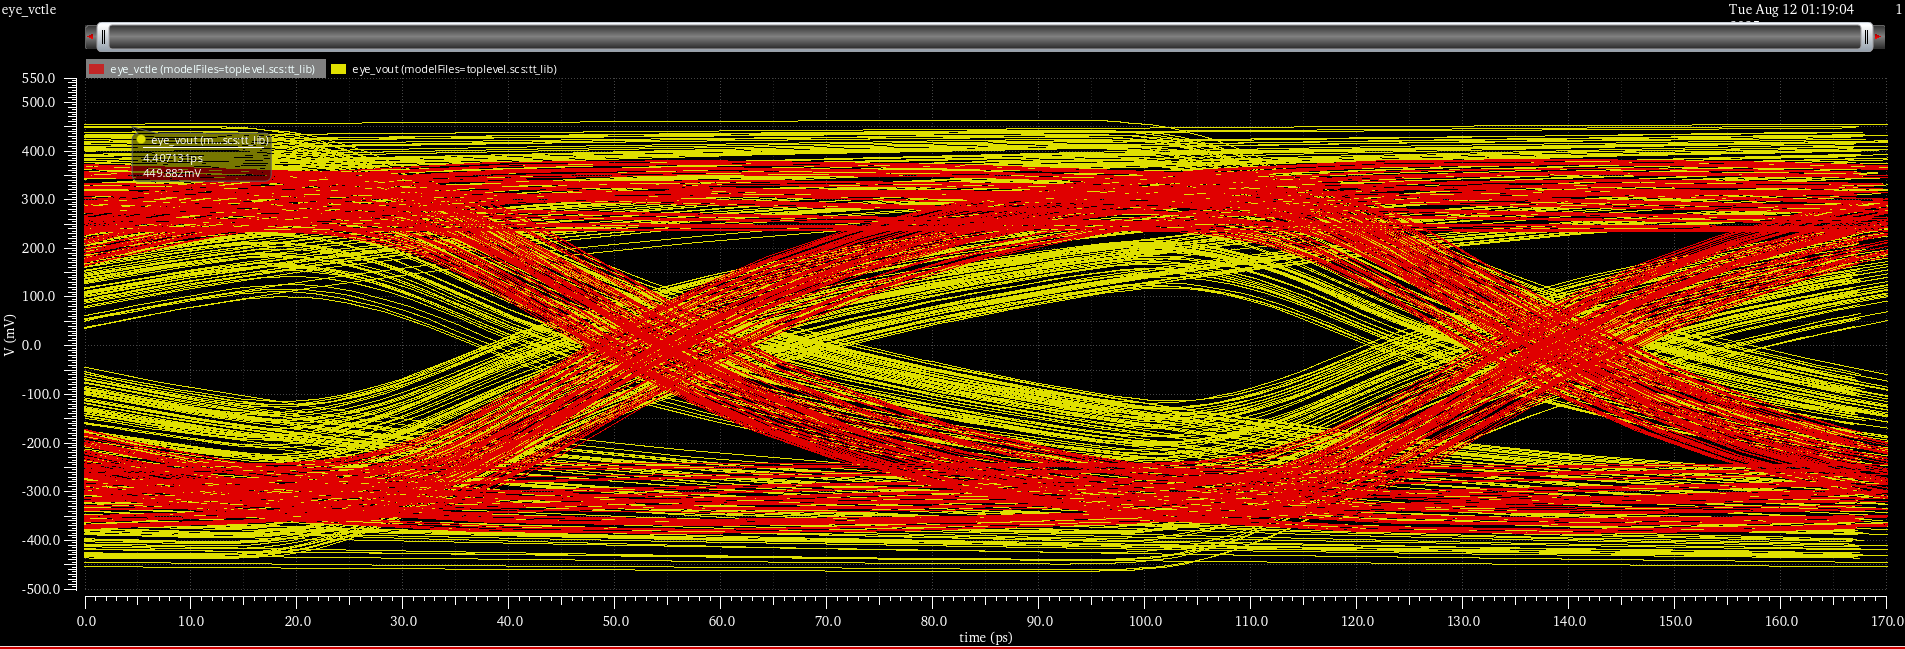 eye_vctle
Tue Aug 12 01:19:04 1
eye_vctle (modelFiles=toplevel.scs:tt_lib) eye_vout (modelFiles=toplevel.scs:tt_lib)
550.0
500.0
400.0
300.0
200.0
100.0
0.0
-100.0
-200.0
-300.0
-400.0
-500.0
V (mV)
eye_vout (m...scs:tt_lib)
4.407131ps
449.882mV
0.0 10.0 20.0 30.0 40.0 50.0 60.0 70.0 80.0 90.0 100.0 110.0 120.0 130.0 140.0 150.0 160.0 170.0
time (ps)